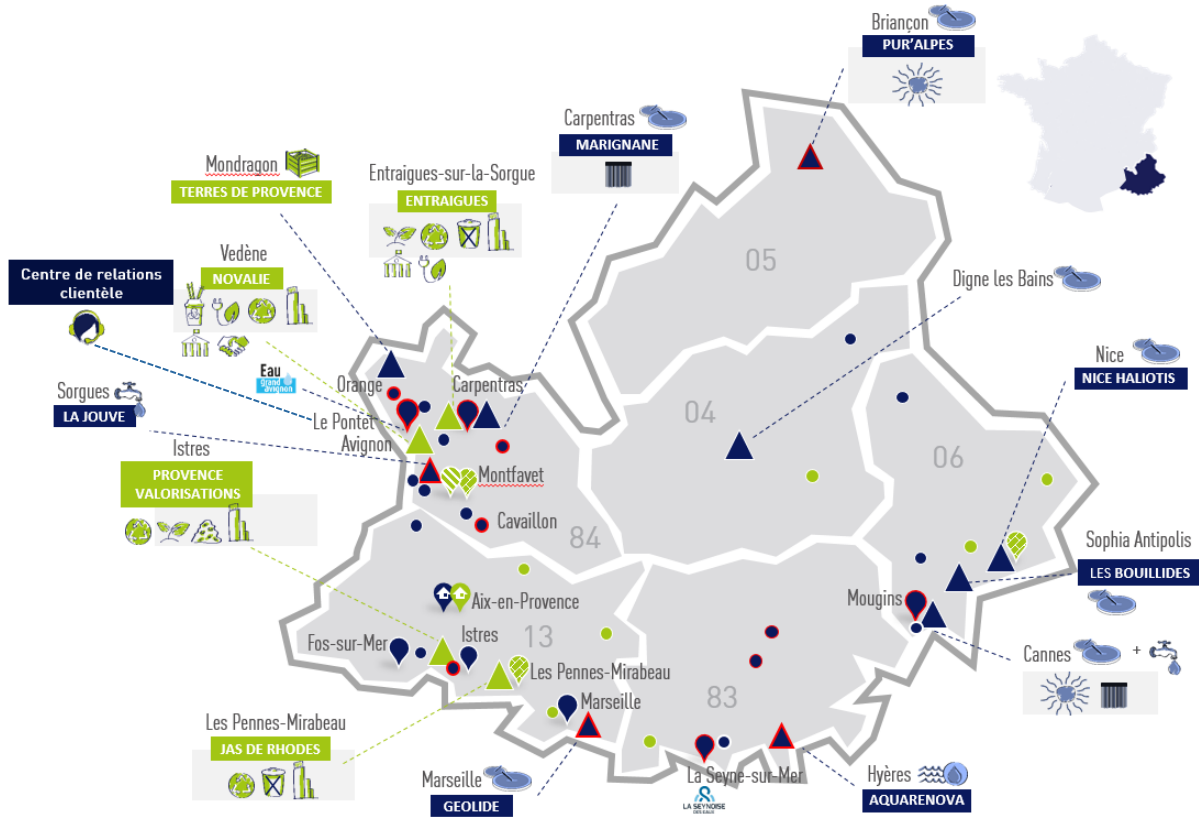 Briançon
PUR'ALPES
Carpentras
MARIGNANE
Mondragon
TERRES DE PROVENCE
Entraigues-sur-la-Sorgue
ENTRAIGUES
Vedène
NOVALIE
Centre de relations
clientèle
05
Digne les Bains
Nice
NICE HALIOTIS
Eau
grand
avignon
Sorgues
LA JOUVE
Orange
Carpentras
Le Pontet
Avignon
04
06
Istres
PROVENCE
VALORISATIONS
Montfavet
Cavaillon
84
Sophia Antipolis
LES BOUILLIDES
Aix-en-Provence
Mougins
13
Fos-sur-Mer
Istres
Cannes
+
Les Pennes-Mirabeau
83
Marseille
Les Pennes-Mirabeau
JAS DE RHODES
Marseille
GEOLIDE
La Seyne-sur-Mer
LA SEYNOISE
DES EAUX
Hyères
AQUARENOVA